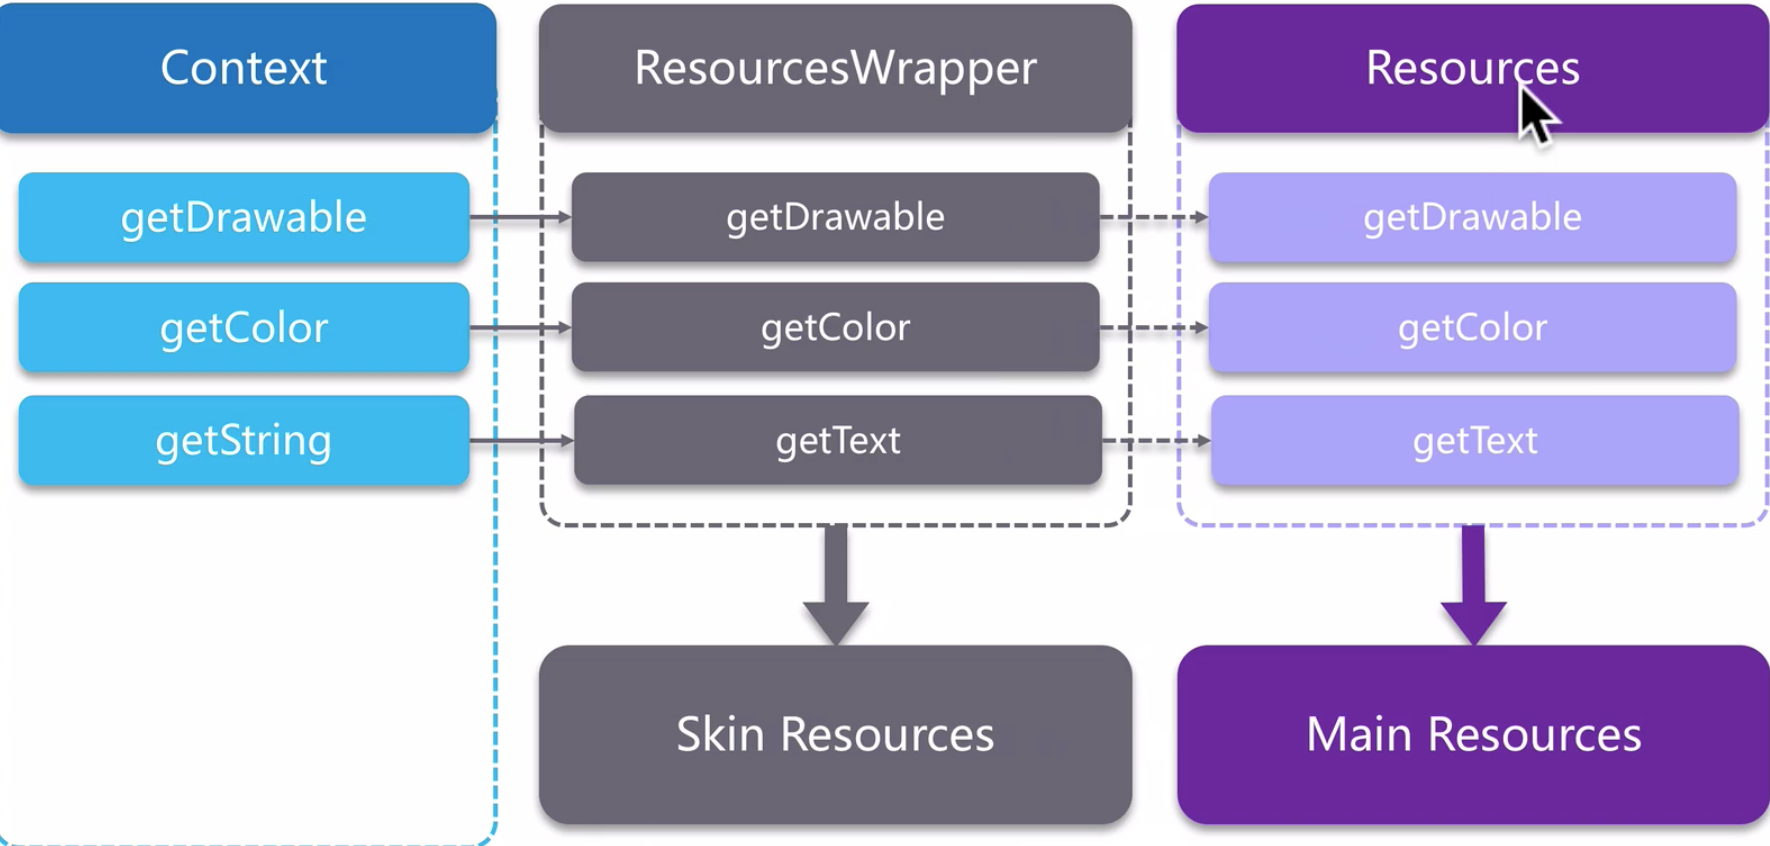 Context
ResourcesWrapper
Resources
getDrawable
getDrawable
getDrawable
getColor
getColor
getColor
getString
getText
getText
Skin Resources
Main Resources